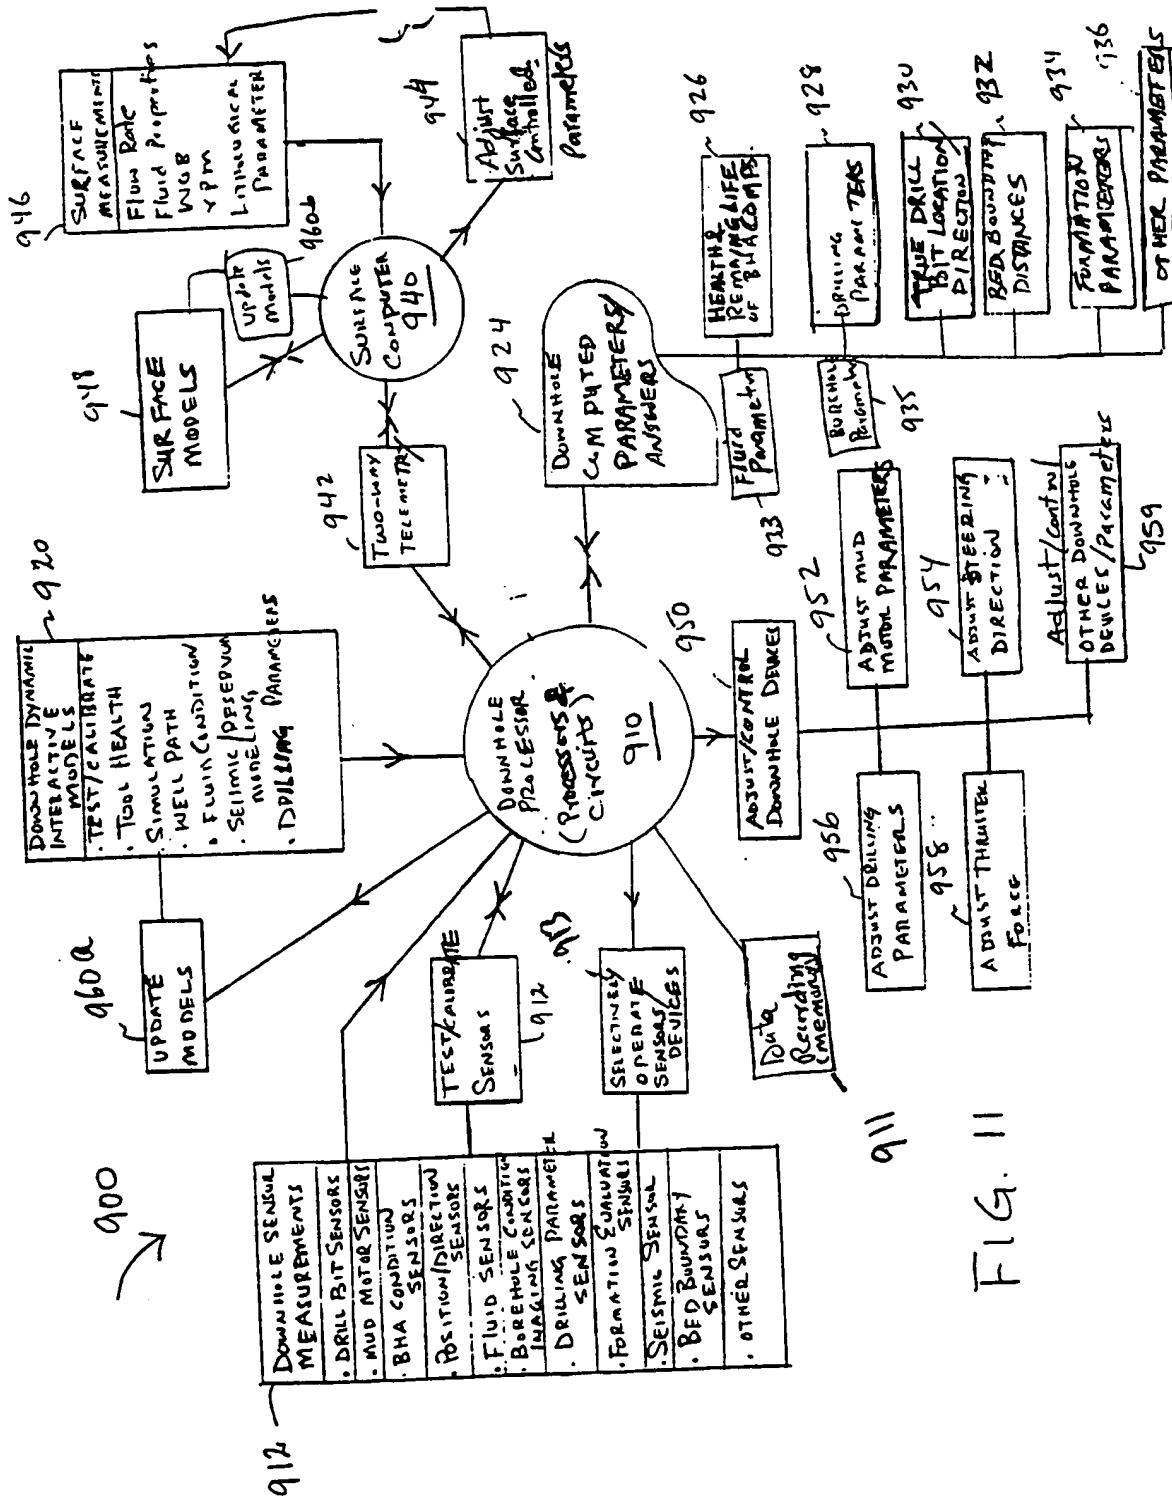 900
912
DOWNHOLE SENSOR
MEASUREMENTS
. DRILL BIT SENSORS
. MUD MOTOR SENSORS
. BHA CONDITION
SENSORS
. POSITION/DIRECTION
SENSORS
. FLUID SENSORS
. BOREHOLE CONDITION
IMAGING SENSORS
. DRILLING PARAMETER
SENSORS
. FORMATION EVALUATION
SENSORS
. SEISMIC SENSOR
. BED BOUNDARY
SENSORS
. OTHER SENSORS
960a
UPDATE
MODELS
TEST/CALIBRATE
SENSORS
912
913
SELECTIVELY
OPERATE
SENSORS/
DEVICES
Data
Recording
(memory)
911
920
DOWNHOLE DYNAMIC
INTERACTIVE
MODELS
. TEST/CALIBRATE
. TOOL HEALTH
. SIMULATION
. WELL PATH
. FLUID CONDITION
. SEISMIC/RESERVOIR
MODELING
. DRILLING PARAMETERS
DOWNHOLE
PROCESSOR
(Processors &
Circuits)
910
950
ADJUST/CONTROL
DOWNHOLE DEVICES
956
ADJUST DRILLING
PARAMETERS
958
ADJUST THRUSTER
FORCE
952
ADJUST MUD
MOTOR PARAMETERS
954
ADJUST STEERING
DIRECTION
Adjust/Control
OTHER DOWNHOLE
DEVICES/Parameters
959
942
TWO-WAY
TELEMETRY
948
SURFACE
MODELS
update
models
960b
SURFACE
COMPUTER
940
946
SURFACE
MEASUREMENTS
Flow Rate
Fluid Properties
WOB
rpm
LITHOLOGICAL
PARAMETER
944
Adjust
Surface
Controlled
Parameters
924
DOWNHOLE
COMPUTED
PARAMETERS/
ANSWERS
926
HEALTH &
REMAINING LIFE
OF BHA COMPS.
Fluid
Parameters
933
928
DRILLING
PARAMETERS
BOREHOLE
Parameters
935
930
TRUE DRILL
BIT LOCATION
DIRECTION
932
BED BOUNDARY
DISTANCES
934
FORMATION
PARAMETERS
936
OTHER PARAMETERS
FIG. 11